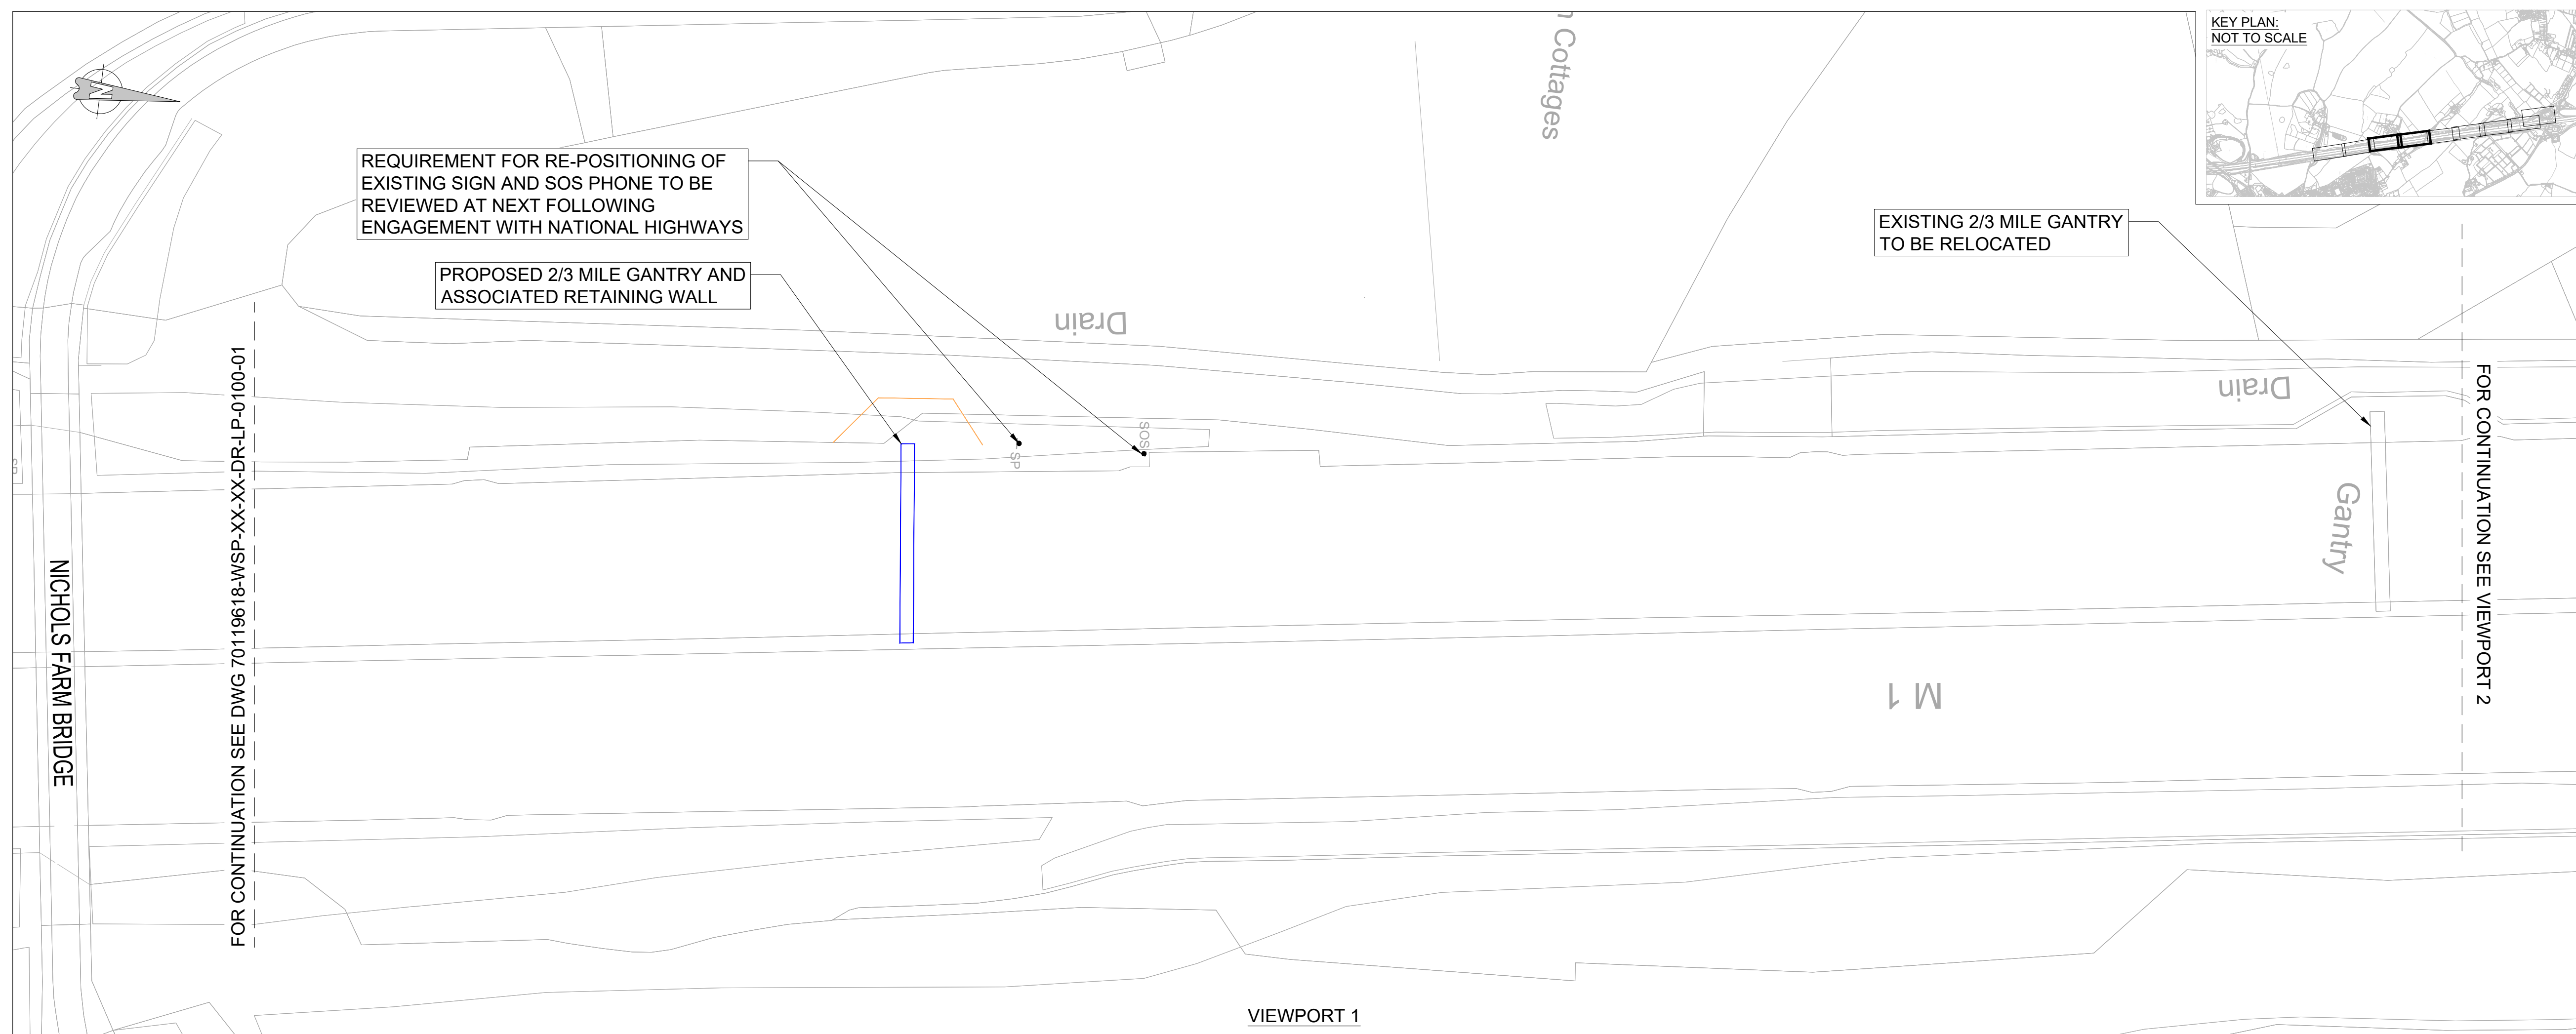 KEY PLAN:
NOT TO SCALE
N
n Cottages
REQUIREMENT FOR RE-POSITIONING OF
EXISTING SIGN AND SOS PHONE TO BE
REVIEWED AT NEXT FOLLOWING
ENGAGEMENT WITH NATIONAL HIGHWAYS
EXISTING 2/3 MILE GANTRY
TO BE RELOCATED
PROPOSED 2/3 MILE GANTRY AND
ASSOCIATED RETAINING WALL
Drain
Drain
FOR CONTINUATION SEE DWG 70119618-WSP-XX-XX-DR-LP-0100-01
FOR CONTINUATION SEE VIEWPORT 2
SOS
SP
SP
Gantry
NICHOLS FARM BRIDGE
M 1
VIEWPORT 1